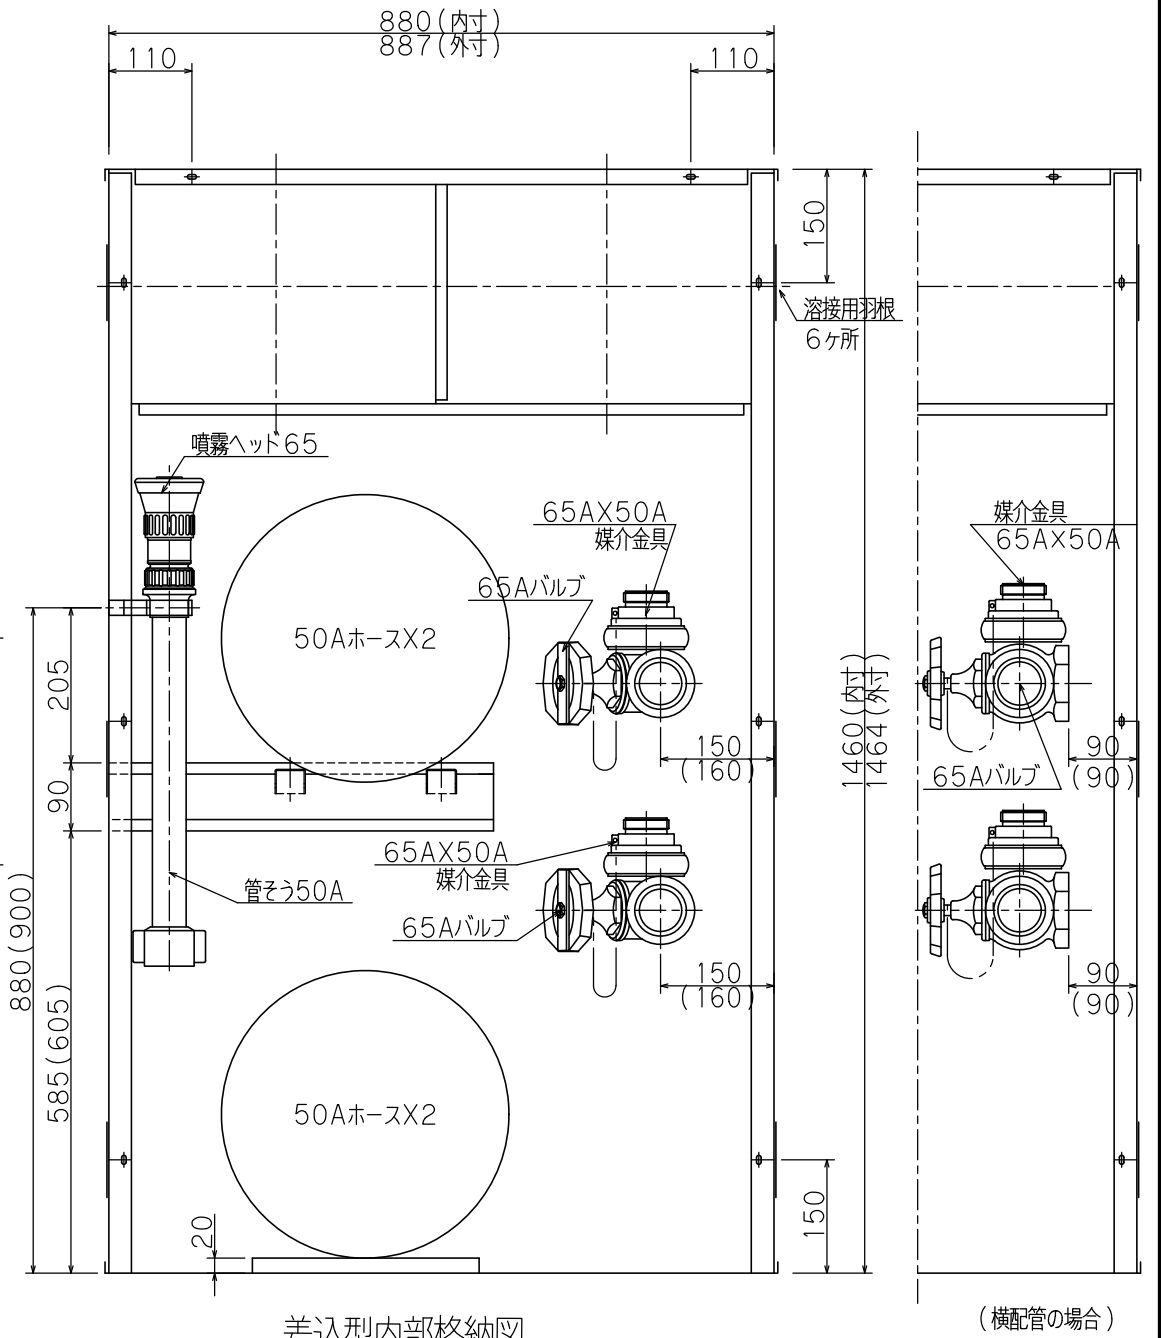 880(内寸)
887(外寸)
110
110
150
溶接用羽根
6ヶ所
噴霧ヘッド65
65AX50A
媒介金具
媒介金具
65AX50A
65Aバルブ
50AホースX2
205
1460(内寸)
1464(外寸)
150
(160)
90
(90)
65Aバルブ
90
65AX50A
媒介金具
管そう50A
65Aバルブ
880(900)
150
(160)
90
(90)
585(605)
50AホースX2
150
20
差込型内部格納図
(横配管の場合)